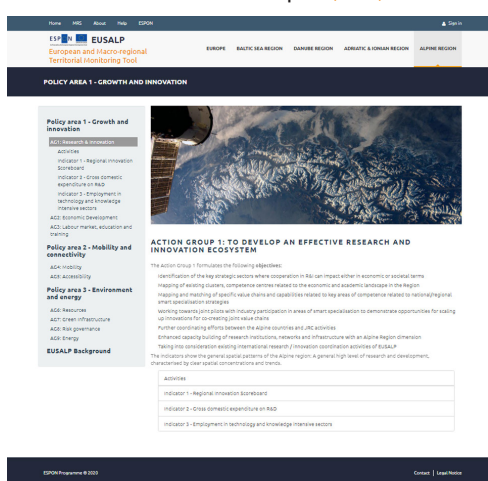 Home MRS About Help ESPON Sign in
ESPON EUSALP
European and Macro-regional
Territorial Monitoring Tool
EUROPE BALTIC SEA REGION DANUBE REGION ADRIATIC & IONIAN REGION ALPINE REGION
POLICY AREA 1 - GROWTH AND INNOVATION
Policy area 1 - Growth and
innovation
AG1: Research & Innovation
Activities
Indicator 1 - Regional Innovation
Scoreboard
Indicator 2 - Gross domestic
expenditure on R&D
Indicator 3 - Employment in
technology and knowledge
intensive sectors
AG2: Economic Development
AG3: Labour market, education and
training
Policy area 2 - Mobility and
connectivity
AG4: Mobility
AG5: Accessibility
Policy area 3 - Environment
and energy
AG6: Resources
AG7: Green infrastructure
AG8: Risk governance
AG9: Energy
EUSALP Background
ACTION GROUP 1: TO DEVELOP AN EFFECTIVE RESEARCH AND
INNOVATION ECOSYSTEM
The Action Group 1 formulates the following objectives:
Identification of the key strategic sectors where cooperation in R&I can impact either in economic or societal terms
Mapping of existing clusters, competence centres related to the economic and academic landscape in the Region
Mapping and matching of specific value chains and capabilities related to key areas of competence related to national/regional
smart specialisation strategies
Working towards joint pilots with industry participation in areas of smart specialisation to demonstrate opportunities for scaling
up innovations for co-creating joint value chains
Further coordinating efforts between the Alpine countries and JRC activities
Enhanced capacity building of research institutions, networks and infrastructure with an Alpine Region dimension
Taking into consideration existing international research / innovation coordination activities of EUSALP
The indicators show the general spatial patterns of the Alpine region: A general high level of research and development,
characterised by clear spatial concentrations and trends.
Activities
Indicator 1 - Regional Innovation Scoreboard
Indicator 2 - Gross domestic expenditure on R&D
Indicator 3 - Employment in technology and knowledge intensive sectors
ESPON Programme © 2020 Contact | Legal Notice